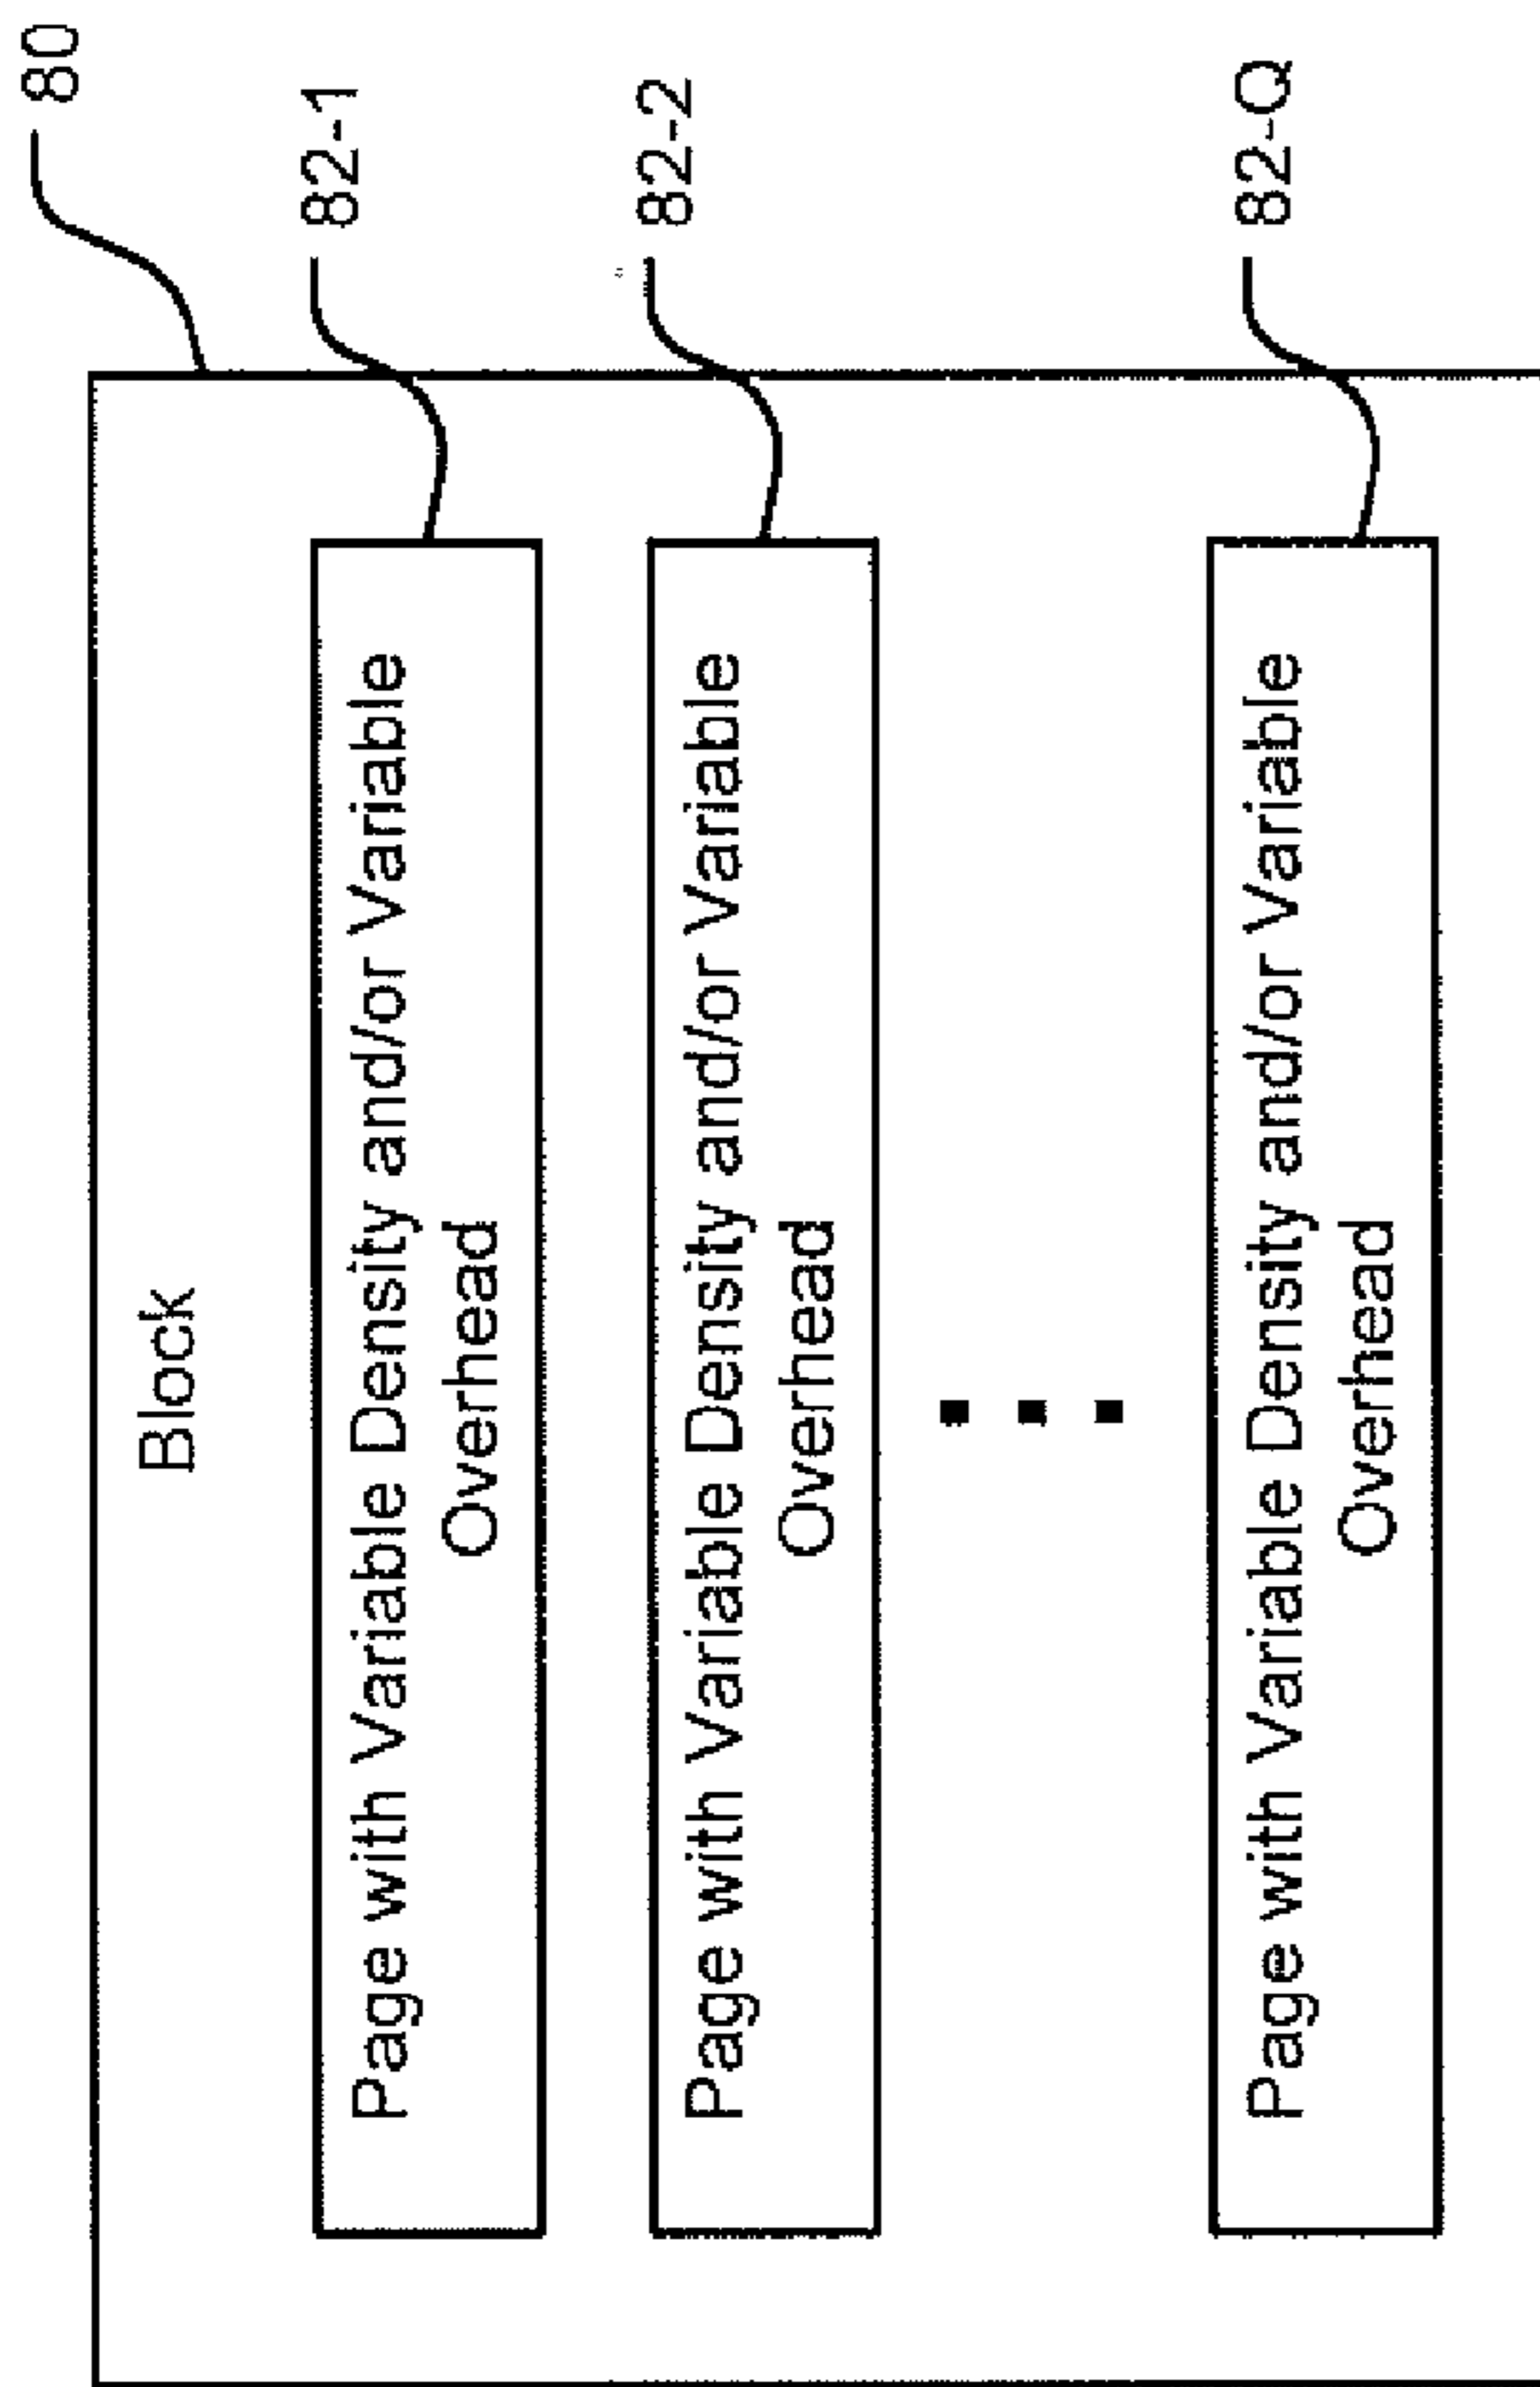 80
Block
82-1
Page with Variable Density and/or Variable
Overhead
82-2
Page with Variable Density and/or Variable
Overhead
82-Q
Page with Variable Density and/or Variable
Overhead